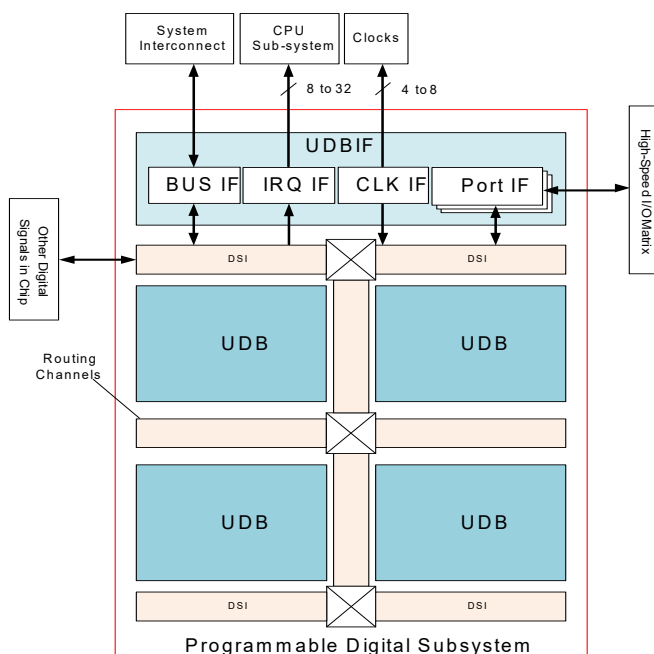 System
Interconnect
CPU
Sub-system
Clocks
8 to 32
4 to 8
High-Speed I/O Matrix
UDBIF
BUS IF
IRQ IF
CLK IF
Port IF
Other Digital
Signals in Chip
DSI
DSI
UDB
UDB
Routing
Channels
UDB
UDB
DSI
DSI
Programmable Digital Subsystem